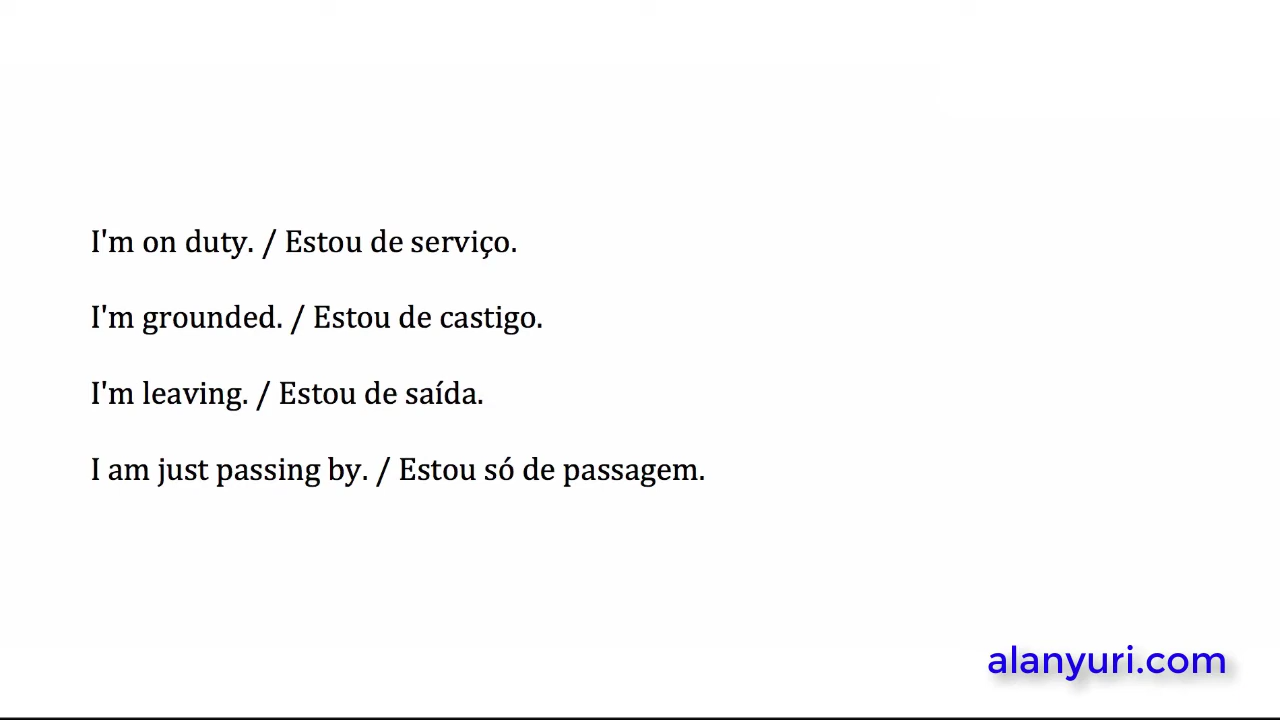 I'm on duty. / Estou de serviço.
I'm grounded. / Estou de castigo.
I'm leaving. / Estou de saída.
I am just passing by. / Estou só de passagem.
alanyuri.com